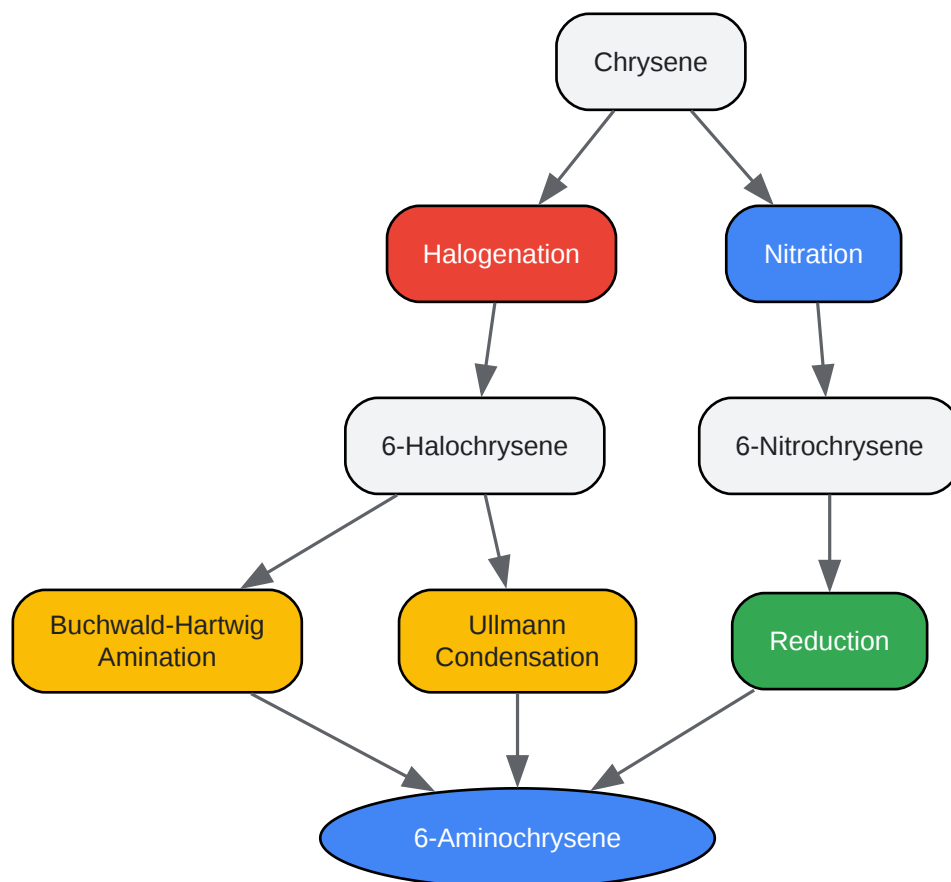 Chrysene
Halogenation
Nitration
6-Halochrysene
6-Nitrochrysene
Buchwald-Hartwig
Amination
Ullmann
Condensation
Reduction
6-Aminochrysene